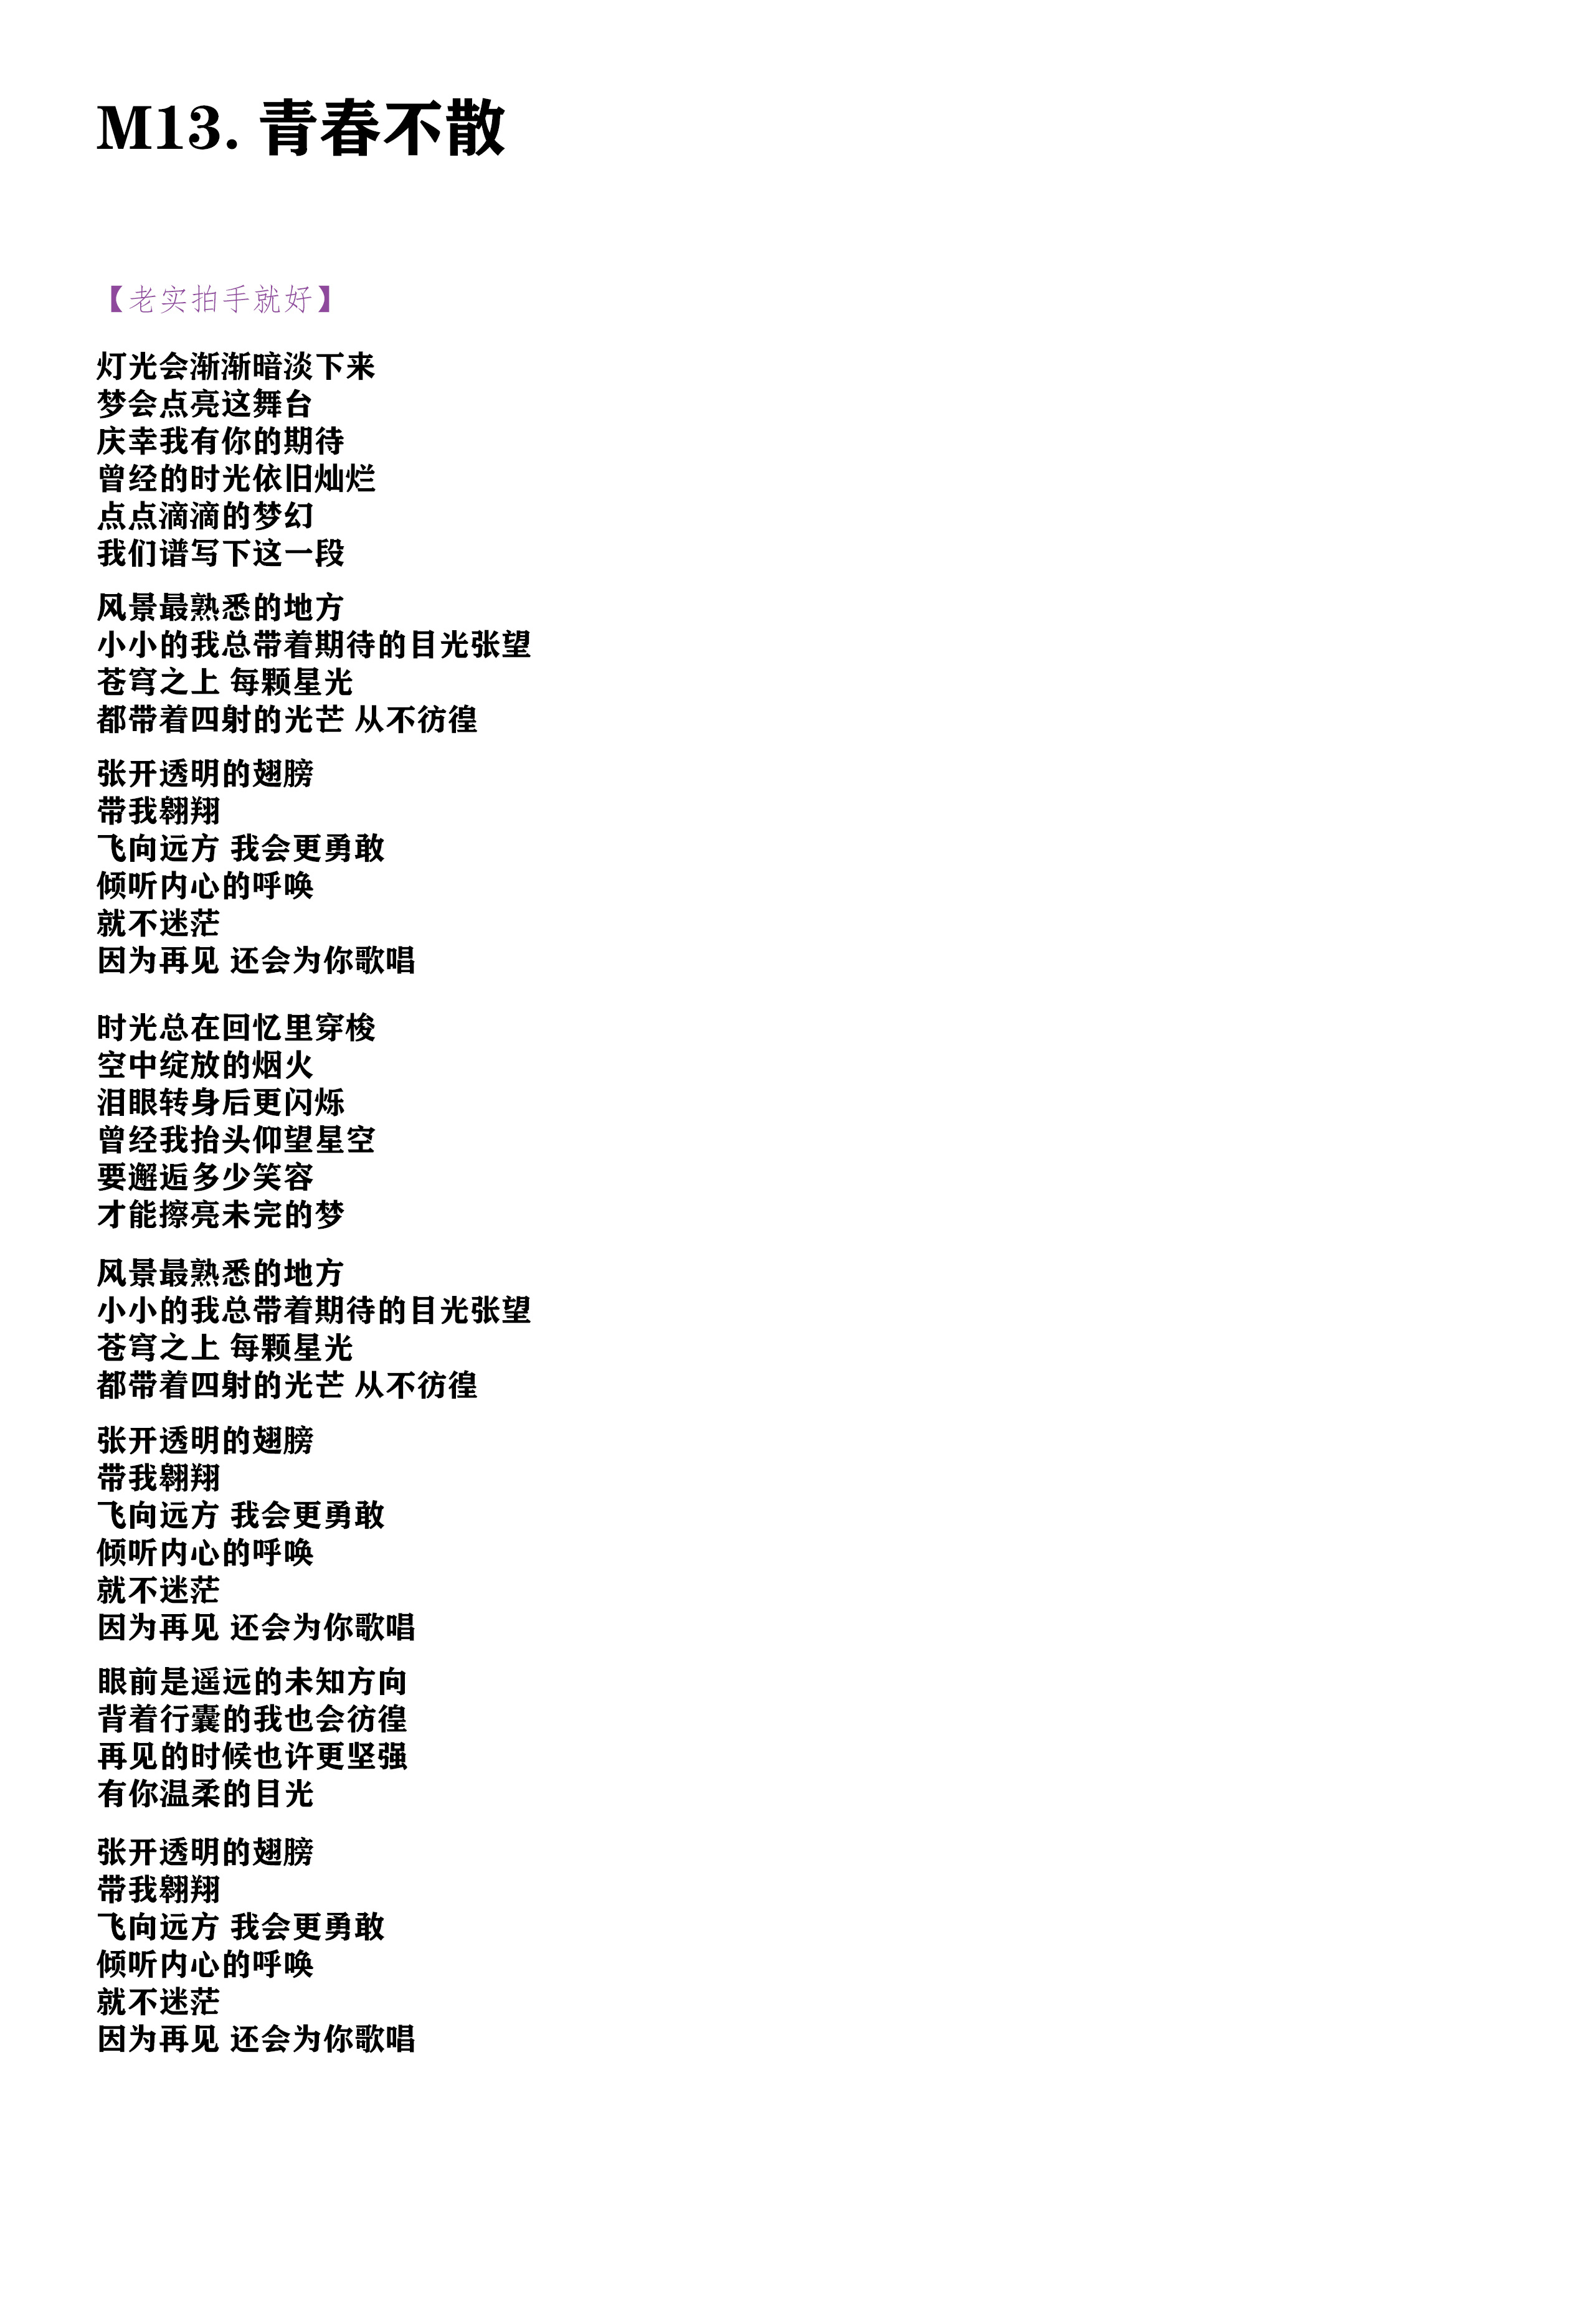 M13. 青春不散
【老实拍手就好】
灯光会渐渐暗淡下来
梦会点亮这舞台
庆幸我有你的期待
曾经的时光依旧灿烂
点点滴滴的梦幻
我们谱写下这一段
风景最熟悉的地方
小小的我总带着期待的目光张望
苍穹之上 每颗星光
都带着四射的光芒 从不彷徨
张开透明的翅膀
带我翱翔
飞向远方 我会更勇敢
倾听内心的呼唤
就不迷茫
因为再见 还会为你歌唱
时光总在回忆里穿梭
空中绽放的烟火
泪眼转身后更闪烁
曾经我抬头仰望星空
要邂逅多少笑容
才能擦亮未完的梦
风景最熟悉的地方
小小的我总带着期待的目光张望
苍穹之上 每颗星光
都带着四射的光芒 从不彷徨
张开透明的翅膀
带我翱翔
飞向远方 我会更勇敢
倾听内心的呼唤
就不迷茫
因为再见 还会为你歌唱
眼前是遥远的未知方向
背着行囊的我也会彷徨
再见的时候也许更坚强
有你温柔的目光
张开透明的翅膀
带我翱翔
飞向远方 我会更勇敢
倾听内心的呼唤
就不迷茫
因为再见 还会为你歌唱